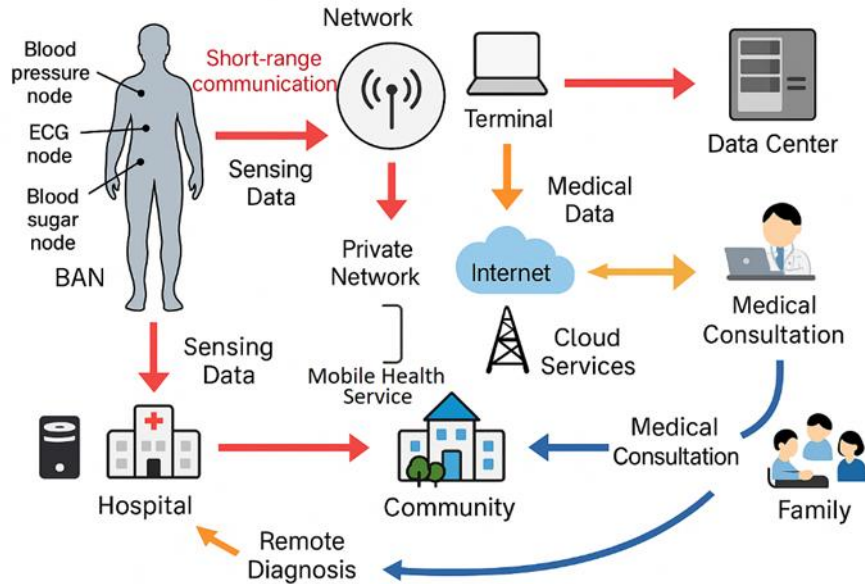 Blood
pressure
node
ECG
node
Blood
sugar
node
BAN
Short-range
communication
Sensing
Data
Network
Terminal
Data Center
Private
Network
Medical
Data
Internet
Cloud
Services
Medical
Consultation
Sensing
Data
Mobile Health
Service
Hospital
Community
Medical
Consultation
Family
Remote
Diagnosis